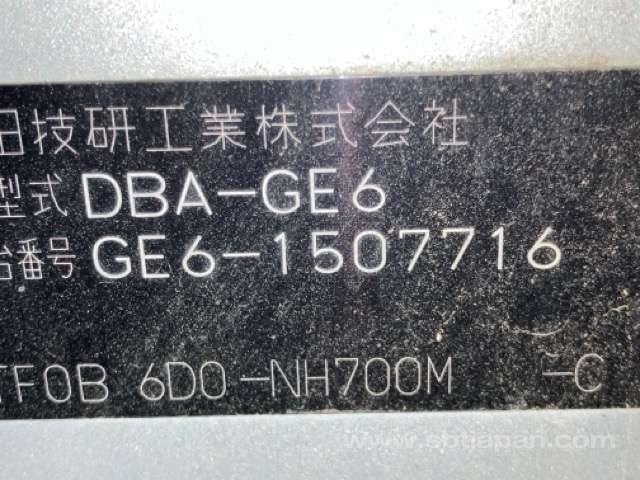 田技研工業株式会社
型式 DBA-GE6
台番号 GE6-1507716
TF0B 6D0-NH700M -C
www.sbtjapan.com